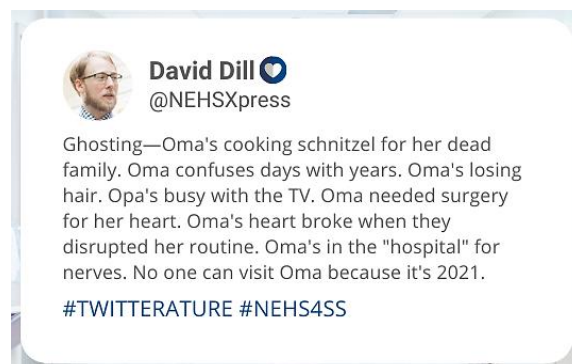 David Dill
@NEHSXpress
Ghosting—Oma's cooking schnitzel for her dead
family. Oma confuses days with years. Oma's losing
hair. Opa's busy with the TV. Oma needed surgery
for her heart. Oma's heart broke when they
disrupted her routine. Oma's in the "hospital" for
nerves. No one can visit Oma because it's 2021.
#TWITTERATURE #NEHS4SS